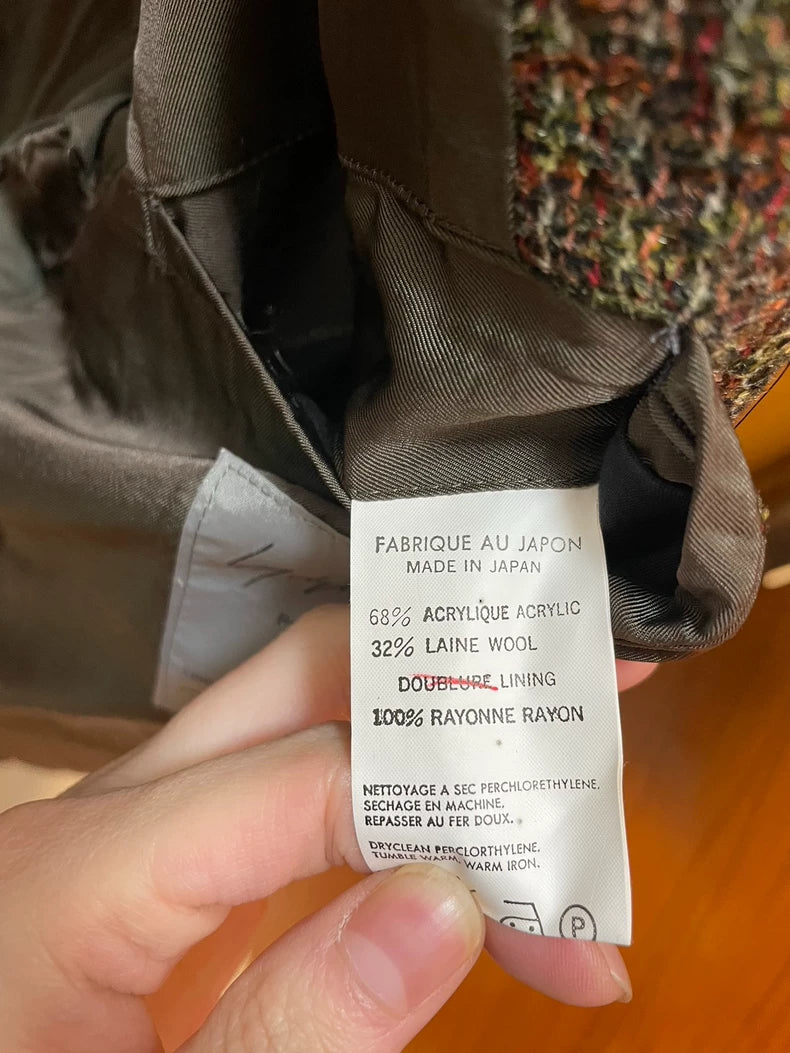 FABRIQUE AU JAPON
MADE IN JAPAN
68% ACRYLIQUE ACRYLIC
32% LAINE WOOL
DOUBLURE LINING
100% RAYONNE RAYON
NETTOYAGE A SEC PERCHLORETHYLENE.
SECHAGE EN MACHINE.
REPASSER AU FER DOUX.
DRYCLEAN PERCLORTHYLENE.
TUMBLE WARM, WARM IRON.
P